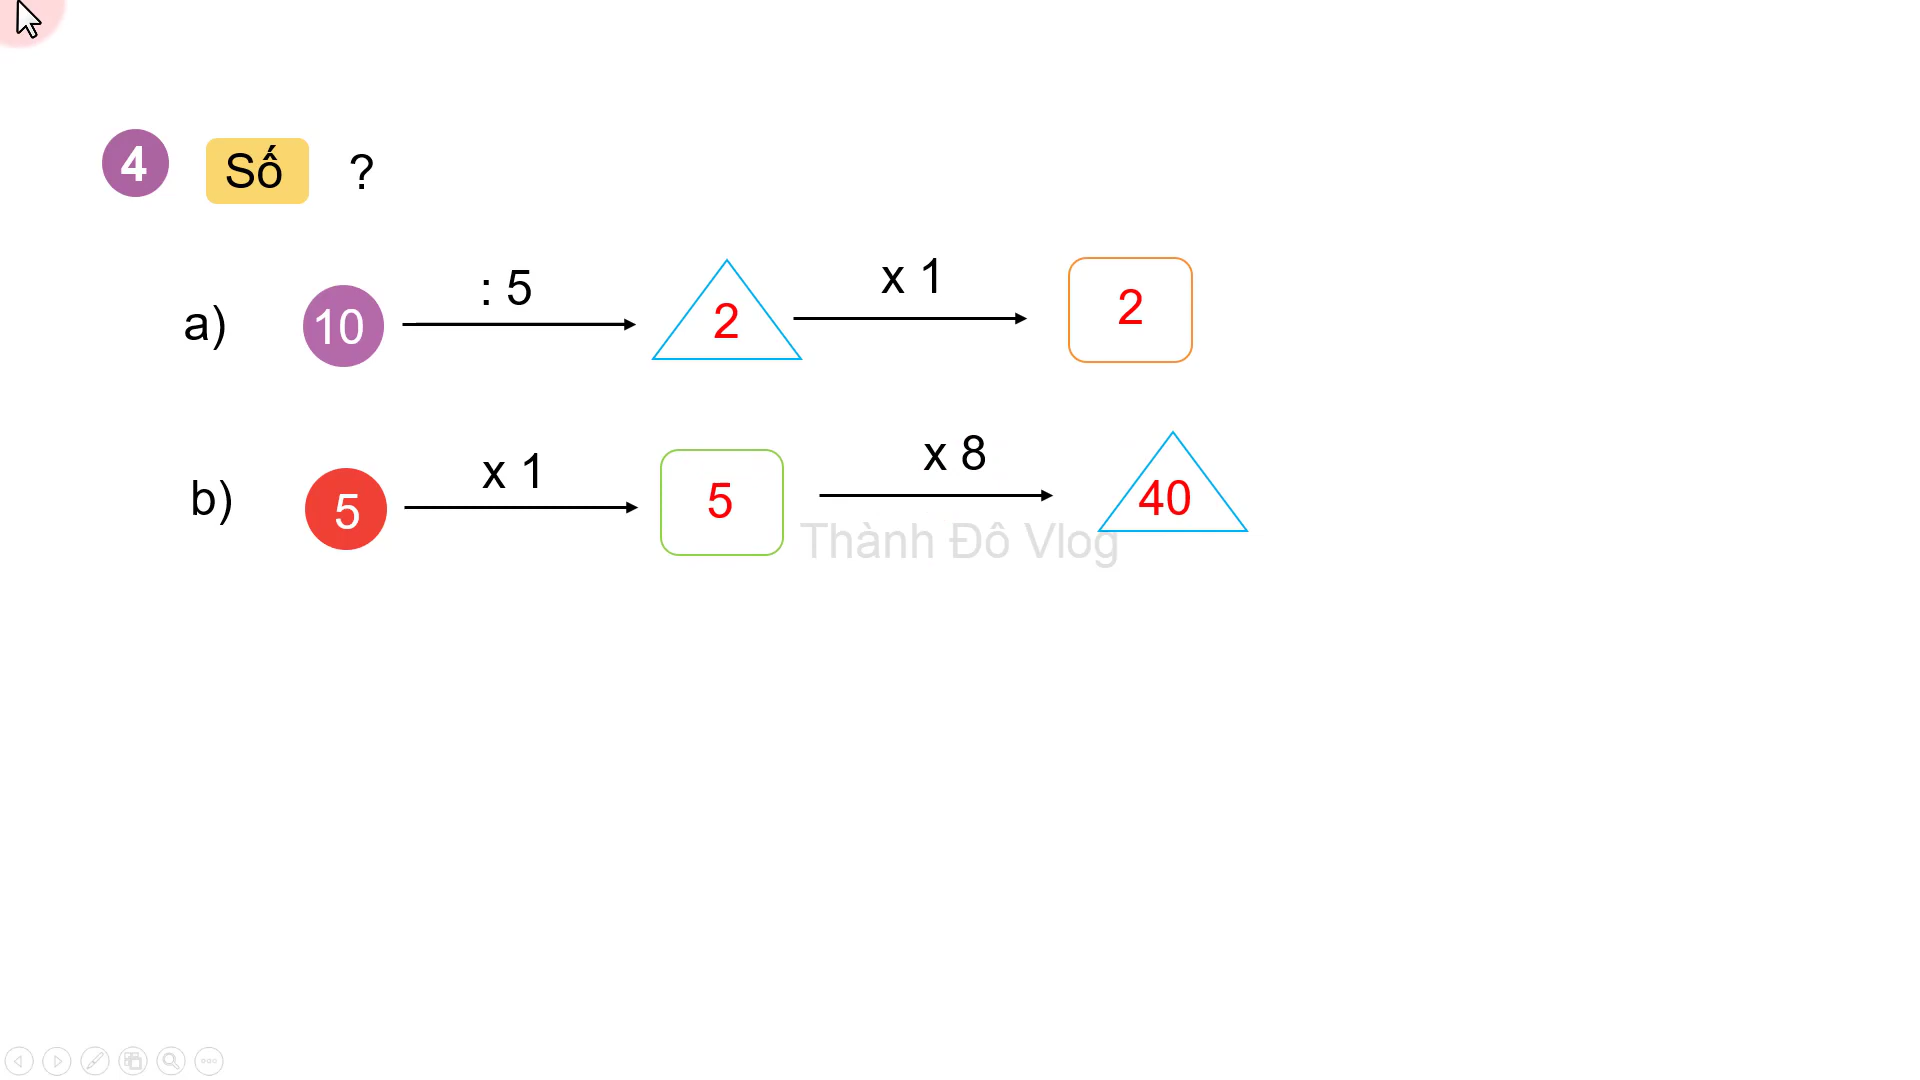 4 Số ?
a) 10 : 5 2 x 1 2
b) 5 x 1 5 x 8 40
Thành Đô Vlog